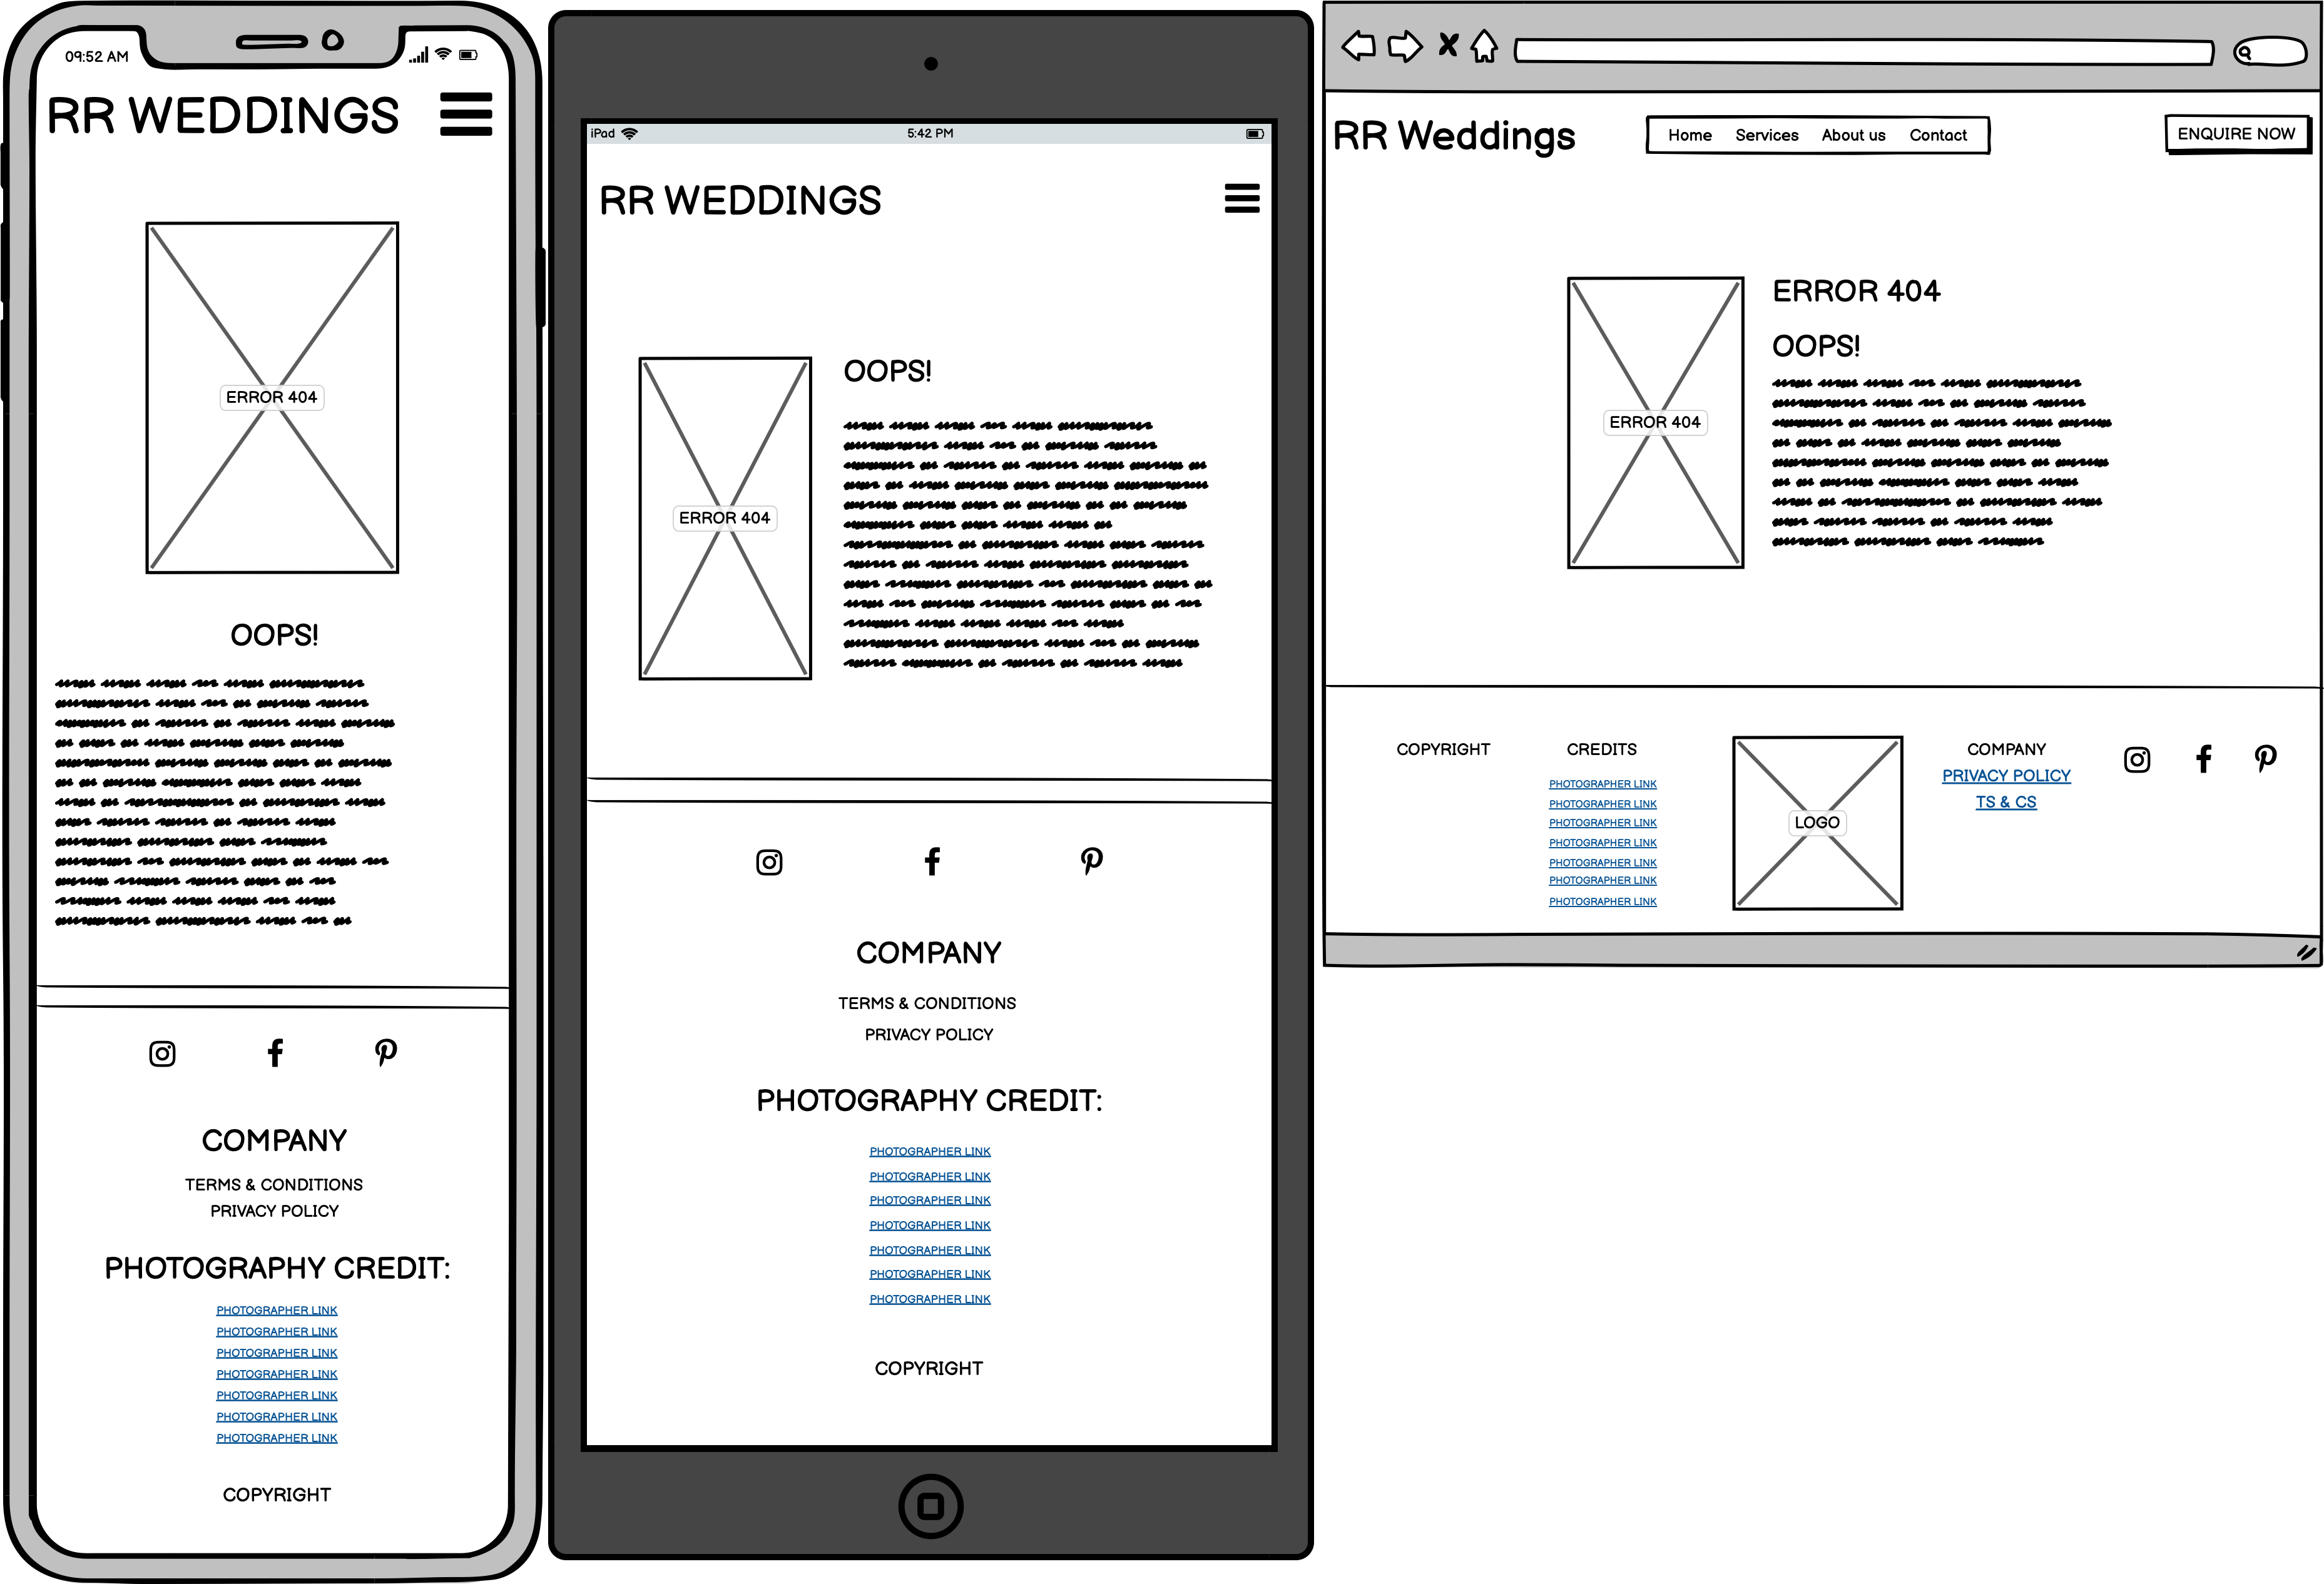 09:52 AM
RR WEDDINGS
ERROR 404
OOPS!
COMPANY
TERMS & CONDITIONS
PRIVACY POLICY
PHOTOGRAPHY CREDIT:
PHOTOGRAPHER LINK
PHOTOGRAPHER LINK
PHOTOGRAPHER LINK
PHOTOGRAPHER LINK
PHOTOGRAPHER LINK
PHOTOGRAPHER LINK
PHOTOGRAPHER LINK
COPYRIGHT
iPad 5:42 PM
RR WEDDINGS
ERROR 404
OOPS!
COMPANY
TERMS & CONDITIONS
PRIVACY POLICY
PHOTOGRAPHY CREDIT:
PHOTOGRAPHER LINK
PHOTOGRAPHER LINK
PHOTOGRAPHER LINK
PHOTOGRAPHER LINK
PHOTOGRAPHER LINK
PHOTOGRAPHER LINK
PHOTOGRAPHER LINK
COPYRIGHT
RR Weddings
Home Services About us Contact
ENQUIRE NOW
ERROR 404
ERROR 404
OOPS!
COPYRIGHT
CREDITS
PHOTOGRAPHER LINK
PHOTOGRAPHER LINK
PHOTOGRAPHER LINK
PHOTOGRAPHER LINK
PHOTOGRAPHER LINK
PHOTOGRAPHER LINK
PHOTOGRAPHER LINK
LOGO
COMPANY
PRIVACY POLICY
TS & CS